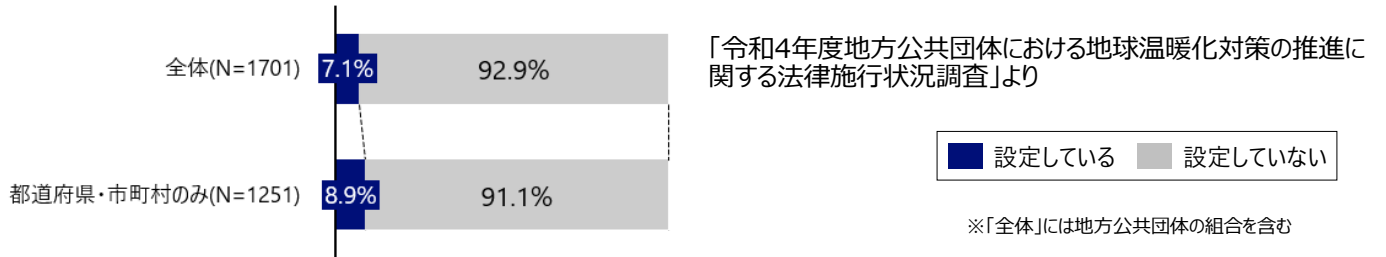 全体(N=1701) 7.1% 92.9%
都道府県・市町村のみ(N=1251) 8.9% 91.1%
「令和4年度地方公共団体における地球温暖化対策の推進に
関する法律施行状況調査」より
設定している 設定していない
※「全体」には地方公共団体の組合を含む